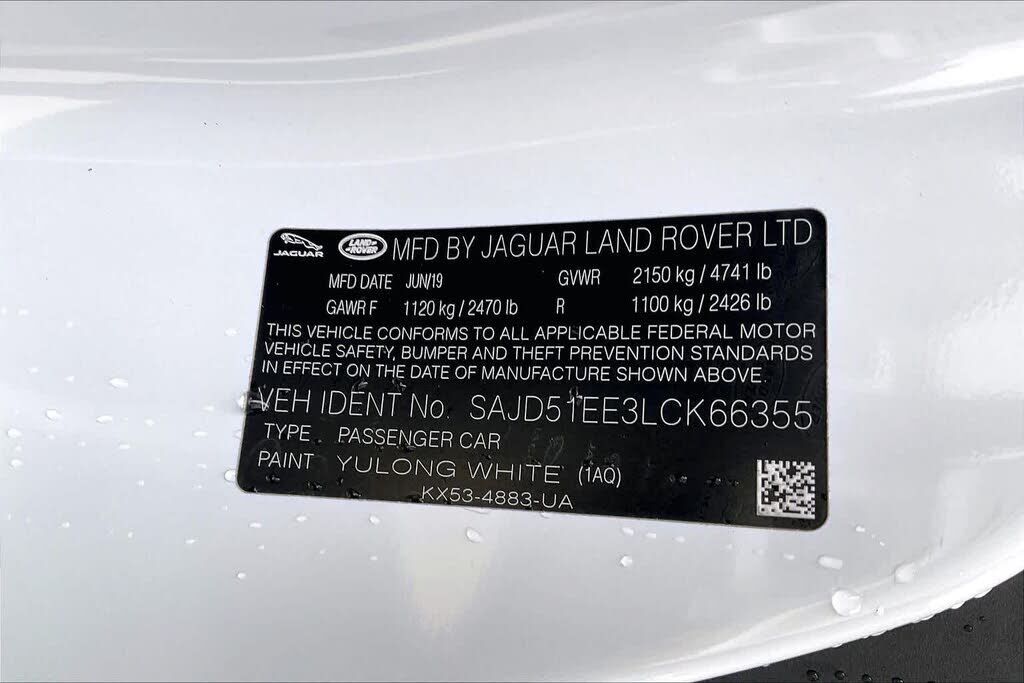 JAGUAR LAND ROVER MFD BY JAGUAR LAND ROVER LTD
MFD DATE JUN/19 GVWR 2150 kg / 4741 lb
GAWR F 1120 kg / 2470 lb R 1100 kg / 2426 lb
THIS VEHICLE CONFORMS TO ALL APPLICABLE FEDERAL MOTOR
VEHICLE SAFETY, BUMPER AND THEFT PREVENTION STANDARDS
IN EFFECT ON THE DATE OF MANUFACTURE SHOWN ABOVE.
VEH IDENT No. SAJD51EE3LCK66355
TYPE PASSENGER CAR
PAINT YULONG WHITE (1AQ)
KX53-4883-UA